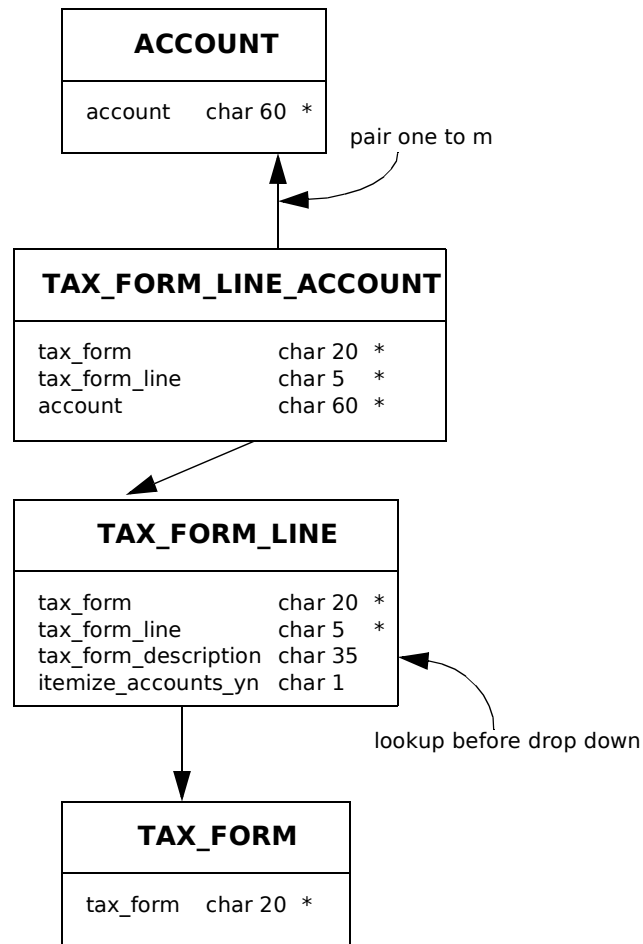 ACCOUNT
account char 60 *
pair one to m
TAX_FORM_LINE_ACCOUNT
tax_form char 20 *
tax_form_line char 5 *
account char 60 *
TAX_FORM_LINE
tax_form char 20 *
tax_form_line char 5 *
tax_form_description char 35
itemize_accounts_yn char 1
lookup before drop down
TAX_FORM
tax_form char 20 *